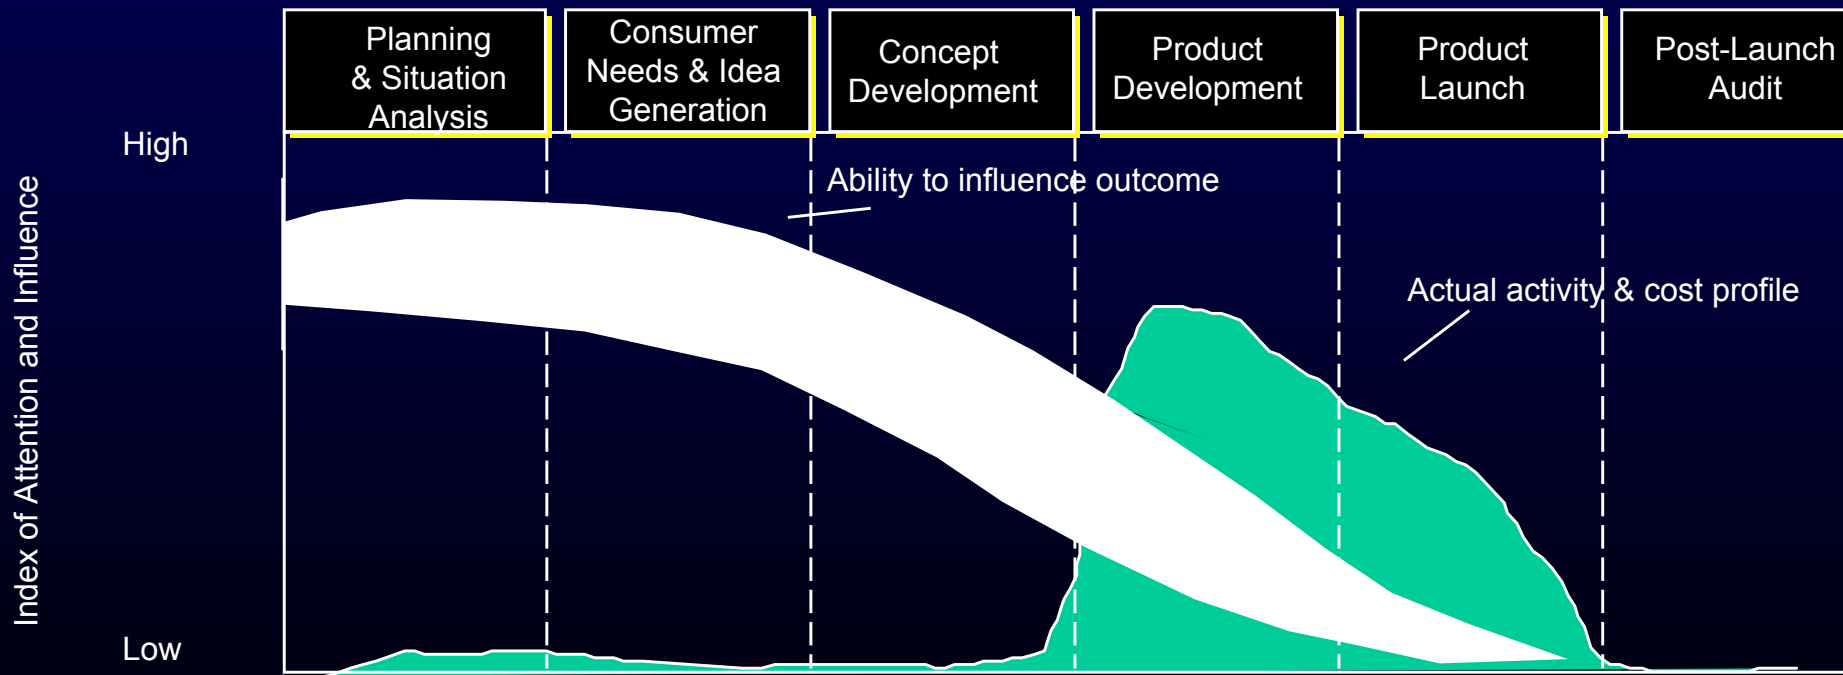 Planning
& Situation
Analysis
Consumer
Needs & Idea
Generation
Concept
Development
Product
Development
Product
Launch
Post-Launch
Audit
High
Ability to influence outcome
Actual activity & cost profile
Index of Attention and Influence
Low